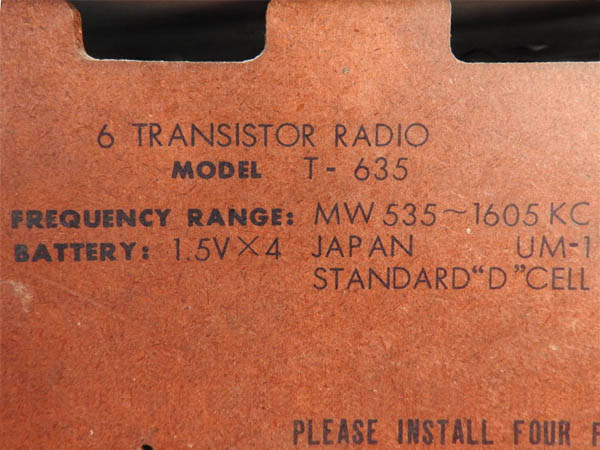 6 TRANSISTOR RADIO
MODEL T-635
FREQUENCY RANGE: MW 535~1605 KC
BATTERY: 1.5V×4 JAPAN UM-1
STANDARD "D" CELL
PLEASE INSTALL FOUR